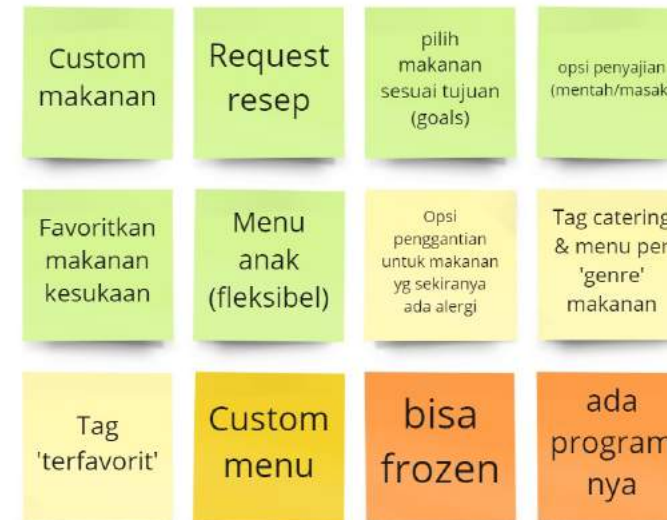 Custom
makanan
Request
resep
pilih
makanan
sesuai tujuan
(goals)
opsi penyajian
(mentah/masak
Favoritkan
makanan
kesukaan
Menu
anak
(fleksibel)
Opsi
penggantian
untuk makanan
yg sekiranya
ada alergi
Tag catering
& menu per
'genre'
makanan
Tag
'terfavorit'
Custom
menu
bisa
frozen
ada
program
nya